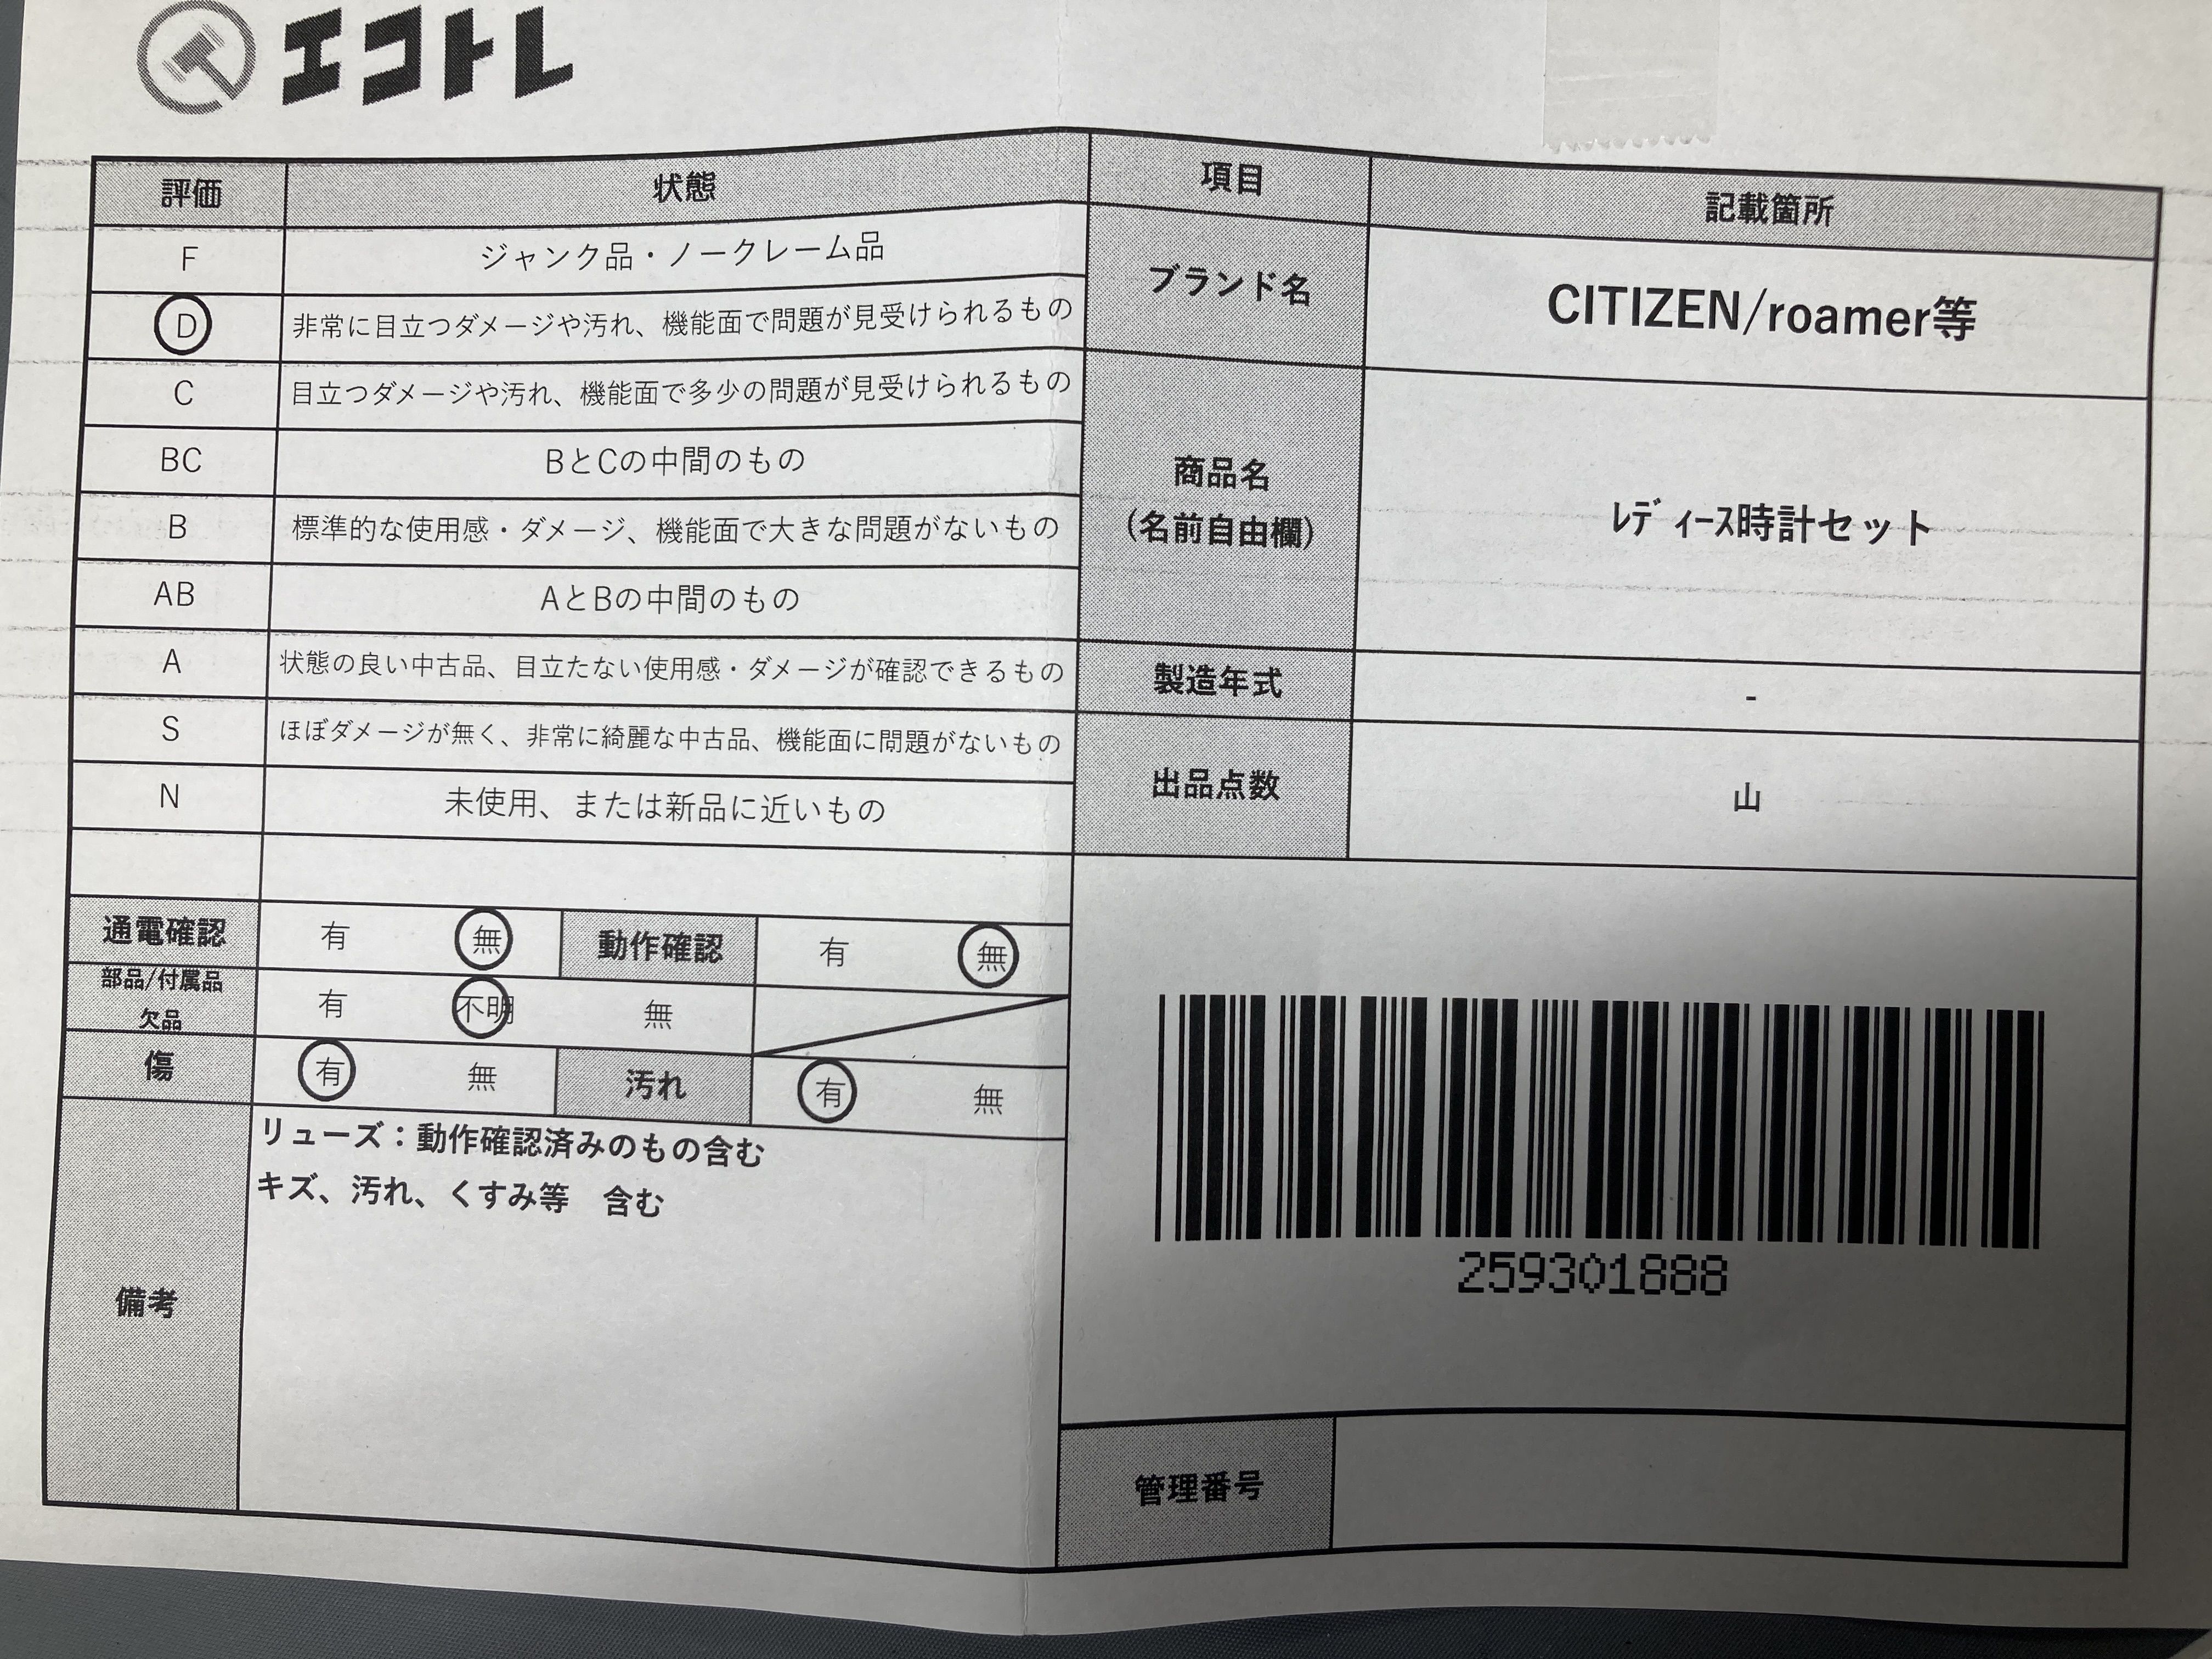 エコトレ
評価 状態
F ジャンク品・ノークレーム品
D 非常に目立つダメージや汚れ、機能面で問題が見受けられるもの
C 目立つダメージや汚れ、機能面で多少の問題が見受けられるもの
BC BとCの中間のもの
B 標準的な使用感・ダメージ、機能面で大きな問題がないもの
AB AとBの中間のもの
A 状態の良い中古品、目立たない使用感・ダメージが確認できるもの
S ほぼダメージが無く、非常に綺麗な中古品、機能面に問題がないもの
N 未使用、または新品に近いもの
通電確認 有 無 動作確認 有 無
部品/付属品
欠品 有 不明 無
傷 有 無 汚れ 有 無
備考
リューズ：動作確認済みのもの含む
キズ、汚れ、くすみ等　含む
項目 記載箇所
ブランド名 CITIZEN/roamer等
商品名
(名前自由欄) ﾚﾃﾞｨｰｽ時計セット
製造年式 -
出品点数 山
259301888
管理番号